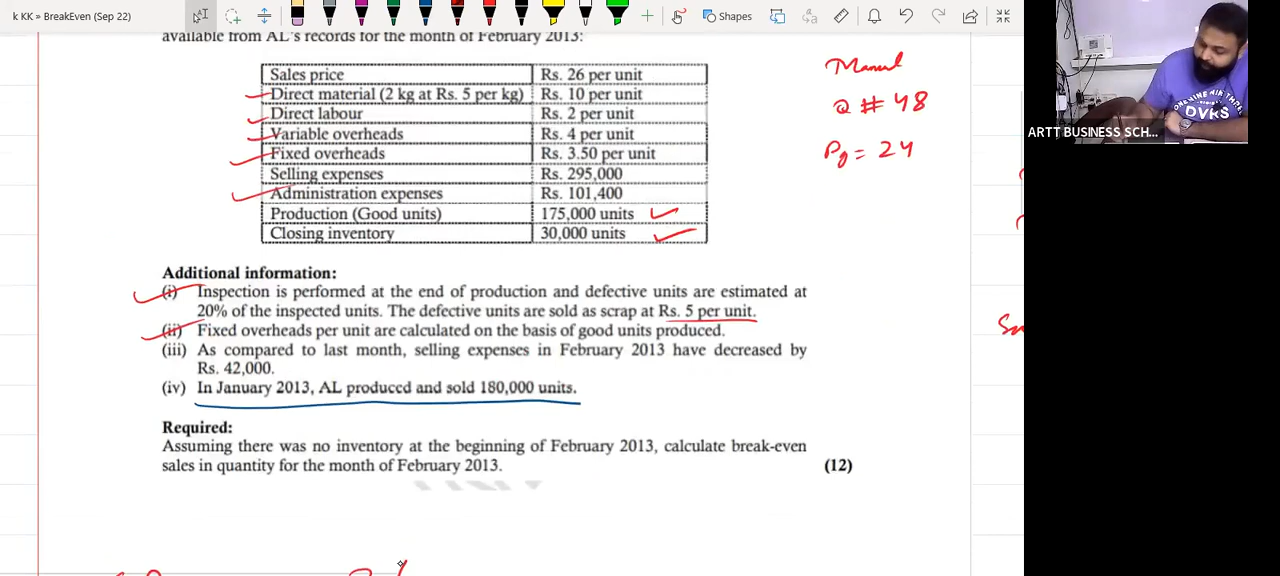 k KK » BreakEven (Sep 22)
Shapes
available from AL's records for the month of February 2013:
Sales price Rs. 26 per unit
Direct material (2 kg at Rs. 5 per kg) Rs. 10 per unit
Direct labour Rs. 2 per unit
Variable overheads Rs. 4 per unit
Fixed overheads Rs. 3.50 per unit
Selling expenses Rs. 295,000
Administration expenses Rs. 101,400
Production (Good units) 175,000 units
Closing inventory 30,000 units
Manual
Q # 48
Pg = 24
ONE NINE NIN THR
DVRS
ARTT BUSINESS SCH...
Additional information:
(i) Inspection is performed at the end of production and defective units are estimated at
20% of the inspected units. The defective units are sold as scrap at Rs. 5 per unit.
(ii) Fixed overheads per unit are calculated on the basis of good units produced.
(iii) As compared to last month, selling expenses in February 2013 have decreased by
Rs. 42,000.
(iv) In January 2013, AL produced and sold 180,000 units.
Required:
Assuming there was no inventory at the beginning of February 2013, calculate break-even
sales in quantity for the month of February 2013. (12)